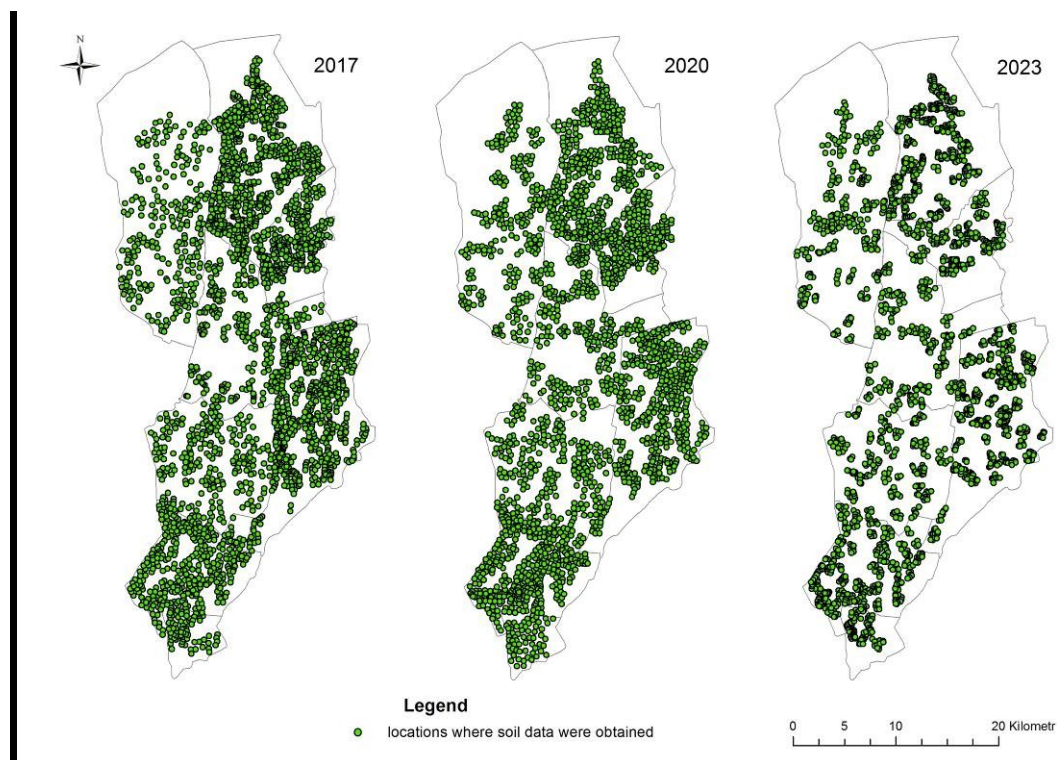 N
2017
2020
2023
Legend
locations where soil data were obtained
0 5 10 20 Kilometr